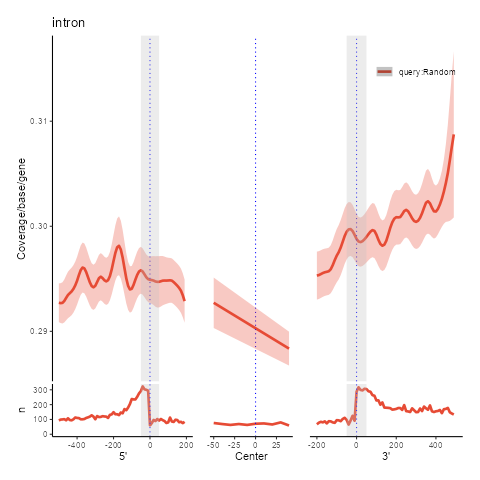 intron
query:Random
Coverage/base/gene
0.31
0.30
0.29
n
300
200
100
0
-400 -200 0 200
-50 -25 0 25
-200 0 200 400
5' Center 3'